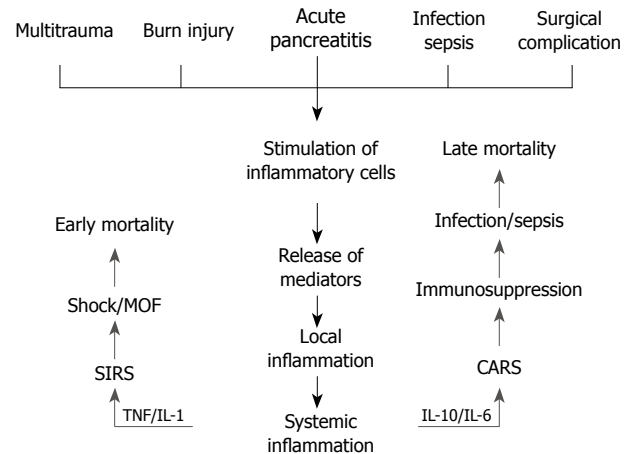 Multitrauma
Burn injury
Acute
pancreatitis
Infection
sepsis
Surgical
complication
Stimulation of
inflammatory cells
Release of
mediators
Local
inflammation
Systemic
inflammation
TNF/IL-1
SIRS
Shock/MOF
Early mortality
IL-10/IL-6
CARS
Immunosuppression
Infection/sepsis
Late mortality